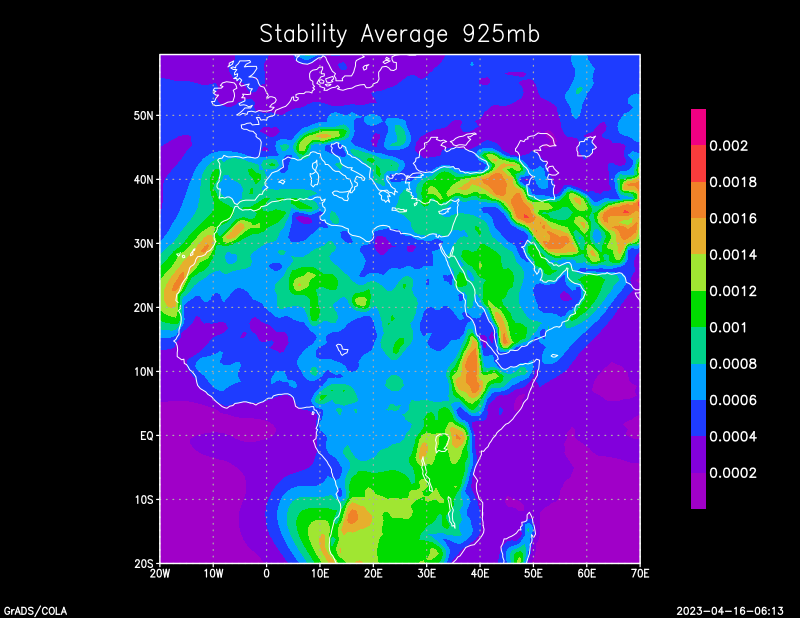 Stability Average 925mb
50N
40N
30N
20N
10N
EQ
10S
20S
20W 10W 0 10E 20E 30E 40E 50E 60E 70E
0.002
0.0018
0.0016
0.0014
0.0012
0.001
0.0008
0.0006
0.0004
0.0002
GrADS/COLA
2023-04-16-06:13